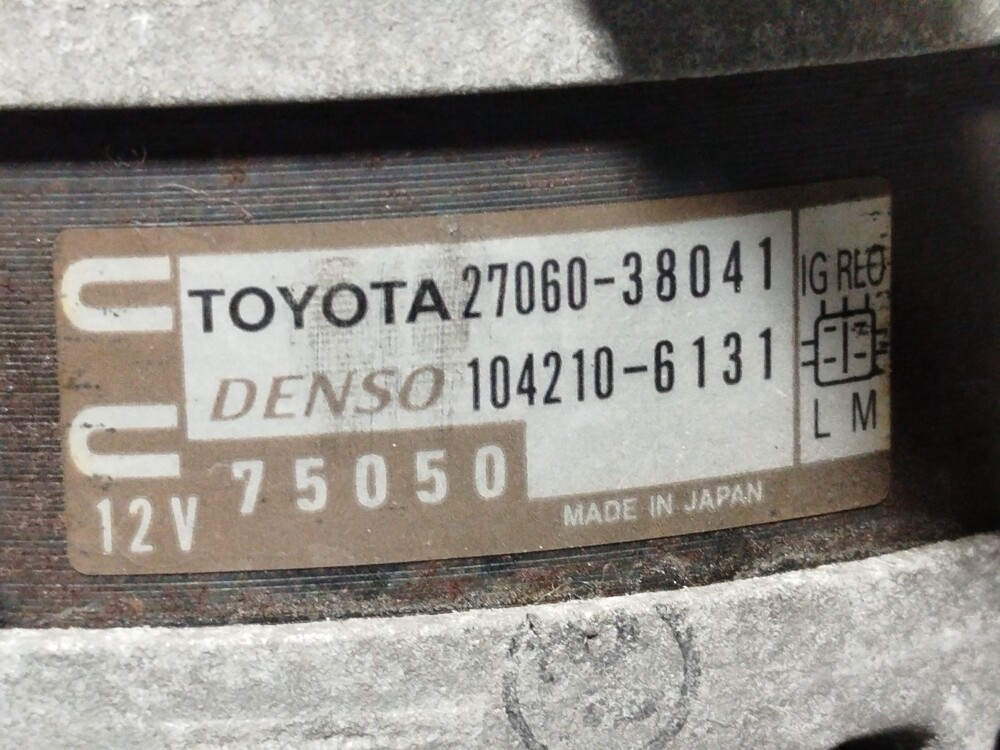 TOYOTA 27060-38041
DENSO 104210-6131
75050
12V
MADE IN JAPAN
IG RLO
L M